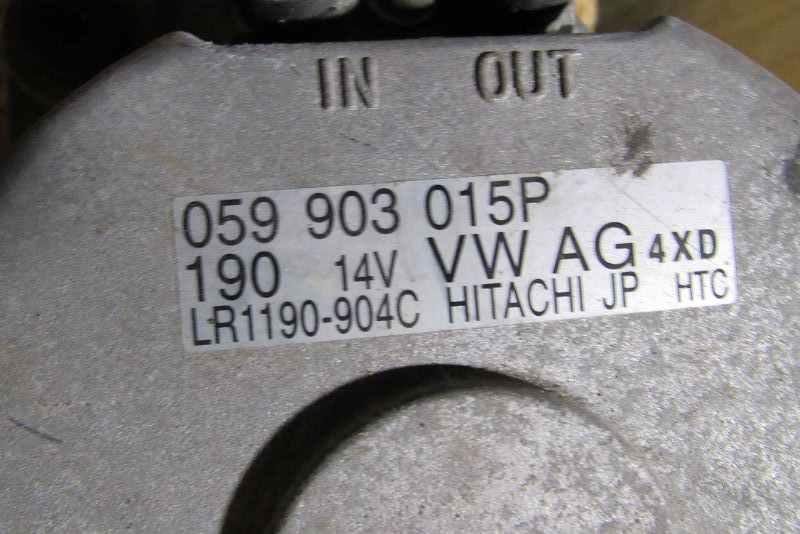 IN OUT
059 903 015P
190 14V VW AG 4XD
LR1190-904C HITACHI JP HTC